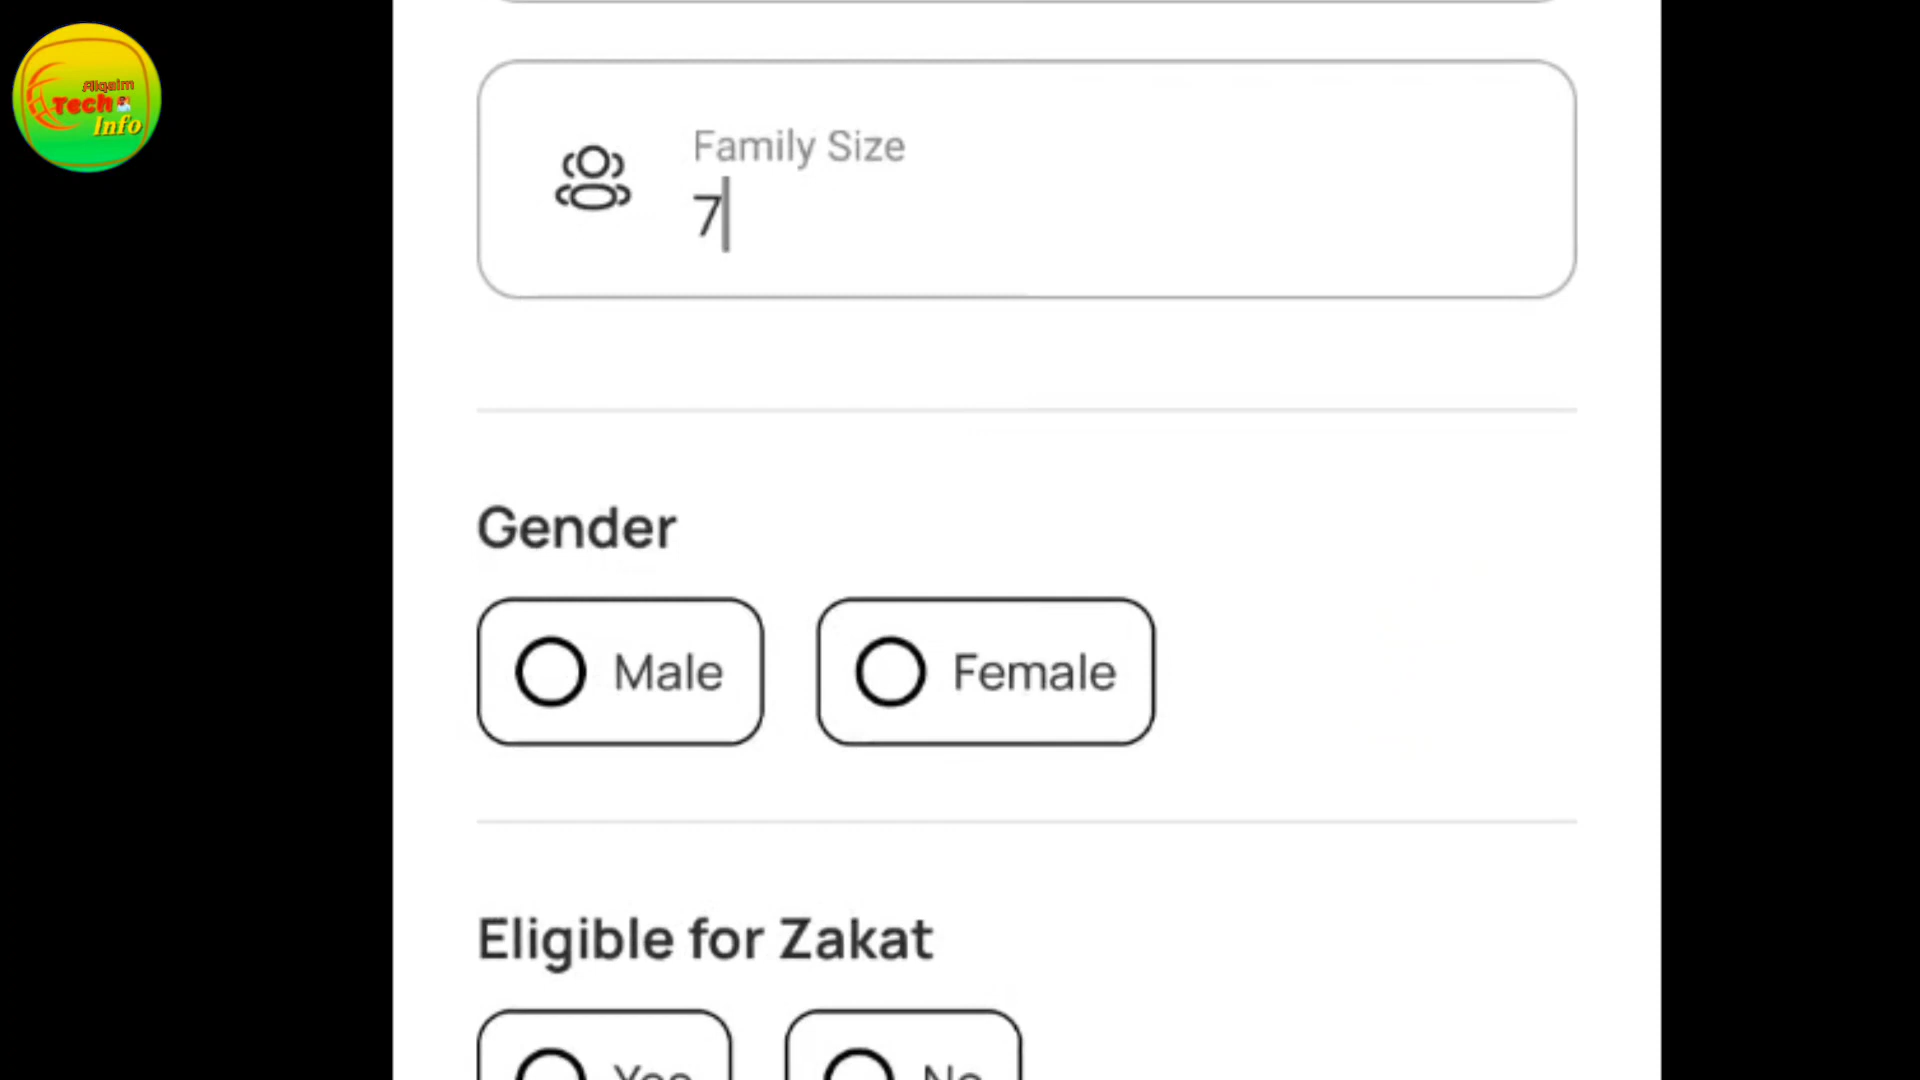 Alqaim
Tech
Info
Family Size
7
Gender
Male
Female
Eligible for Zakat
Yes
No